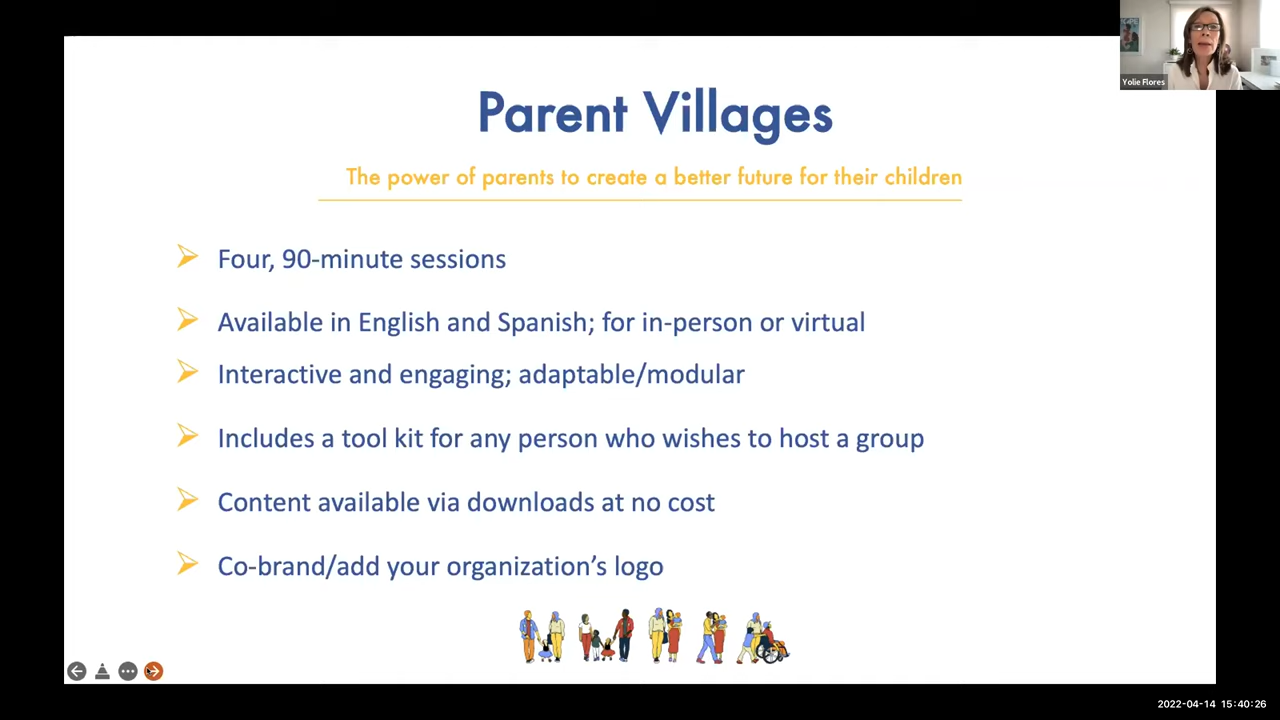 Yolie Flores
Parent Villages
The power of parents to create a better future for their children
Four, 90-minute sessions
Available in English and Spanish; for in-person or virtual
Interactive and engaging; adaptable/modular
Includes a tool kit for any person who wishes to host a group
Content available via downloads at no cost
Co-brand/add your organization’s logo
2022-04-14 15:40:26